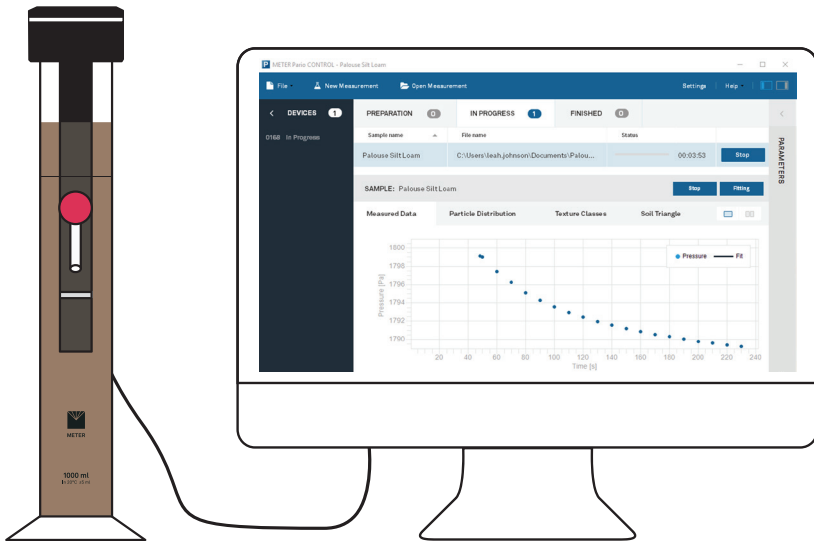 METER Pario CONTROL - Palouse Silt Loam
File New Measurement Open Measurement Settings Help
DEVICES 1 PREPARATION 0 IN PROGRESS 1 FINISHED 0
0168 In Progress
Sample name File name Status
Palouse Silt Loam C:\Users\leah.johnson\Documents\Palou... 00:03:53 Stop
PARAMETERS
SAMPLE: Palouse Silt Loam Stop Fitting
Measured Data Particle Distribution Texture Classes Soil Triangle
Pressure Fit
Pressure [Pa]
1800
1798
1796
1794
1792
1790
20 40 60 80 100 120 140 160 180 200 220 240
Time [s]
METER
1000 ml